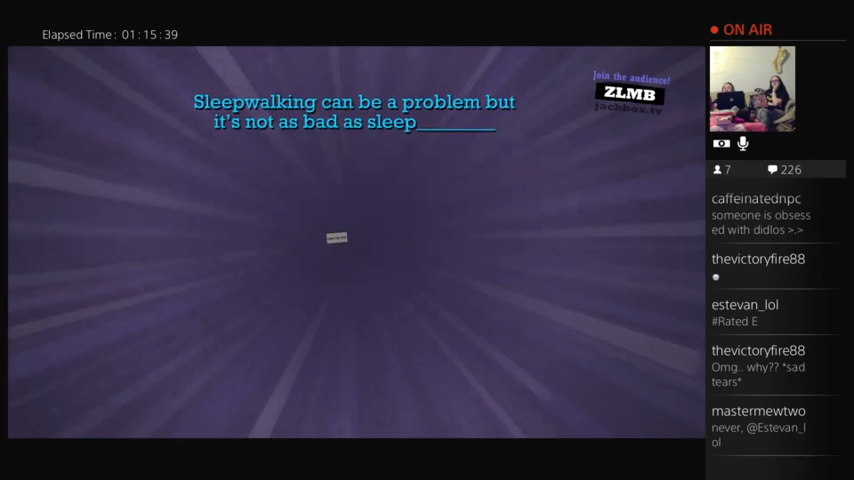 Elapsed Time: 01:15:39
ON AIR
Sleepwalking can be a problem but
it's not as bad as sleep________
Join the audience!
ZLMB
jackbox.tv
7
226
caffeinatednpc
someone is obsess
ed with didlos >.>
thevictoryfire88
estevan_lol
#Rated E
thevictoryfire88
Omg.. why?? *sad
tears*
mastermewtwo
never, @Estevan_l
ol